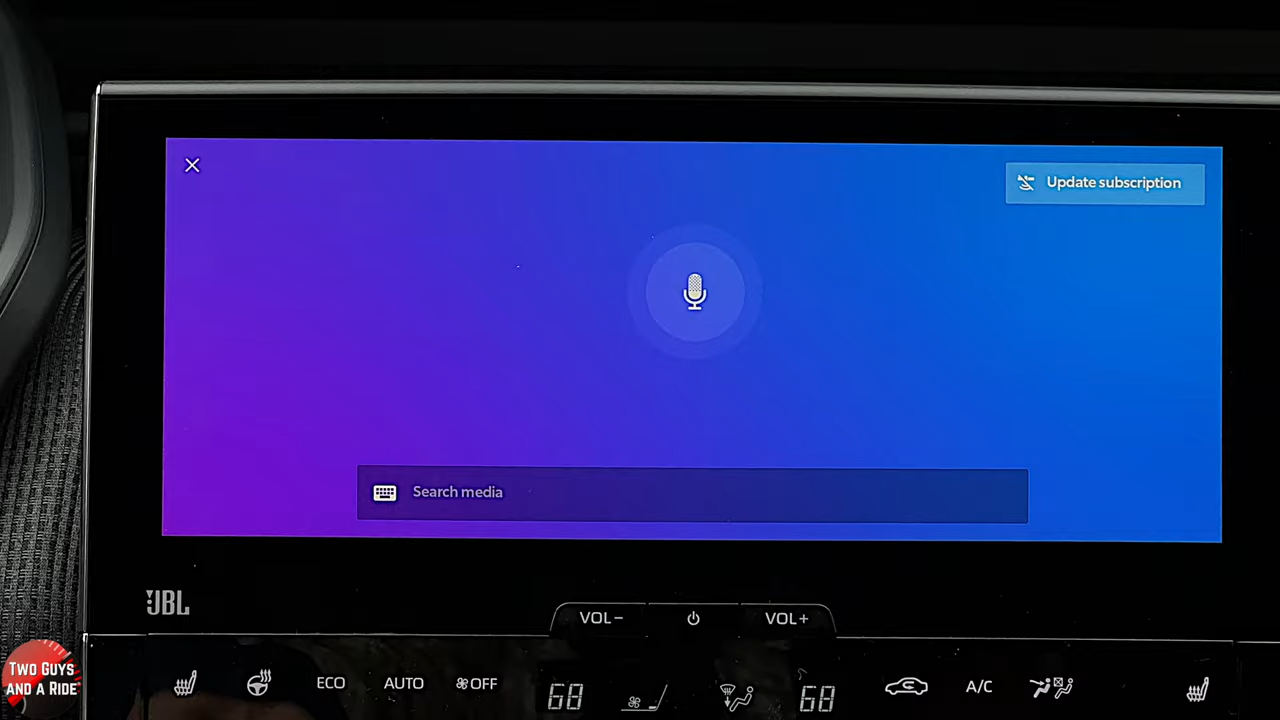 Update subscription
Search media
JBL
VOL−
VOL+
ECO
AUTO
OFF
68
68
A/C
TWO GUYS
AND A RIDE